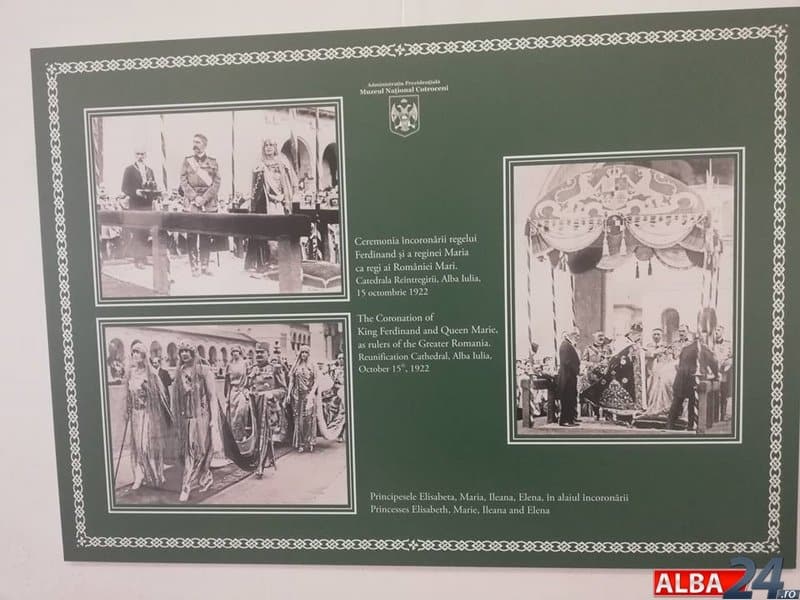 Administrația Prezidențială
Muzeul Național Cotroceni
Ceremonia încoronării regelui
Ferdinand și a reginei Maria
ca regi ai României Mari.
Catedrala Reîntregirii, Alba Iulia,
15 octombrie 1922
The Coronation of
King Ferdinand and Queen Marie,
as rulers of the Greater Romania.
Reunification Cathedral, Alba Iulia,
October 15th, 1922
Principesele Elisabeta, Maria, Ileana, Elena, în alaiul încoronării
Princesses Elisabeth, Marie, Ileana and Elena
ALBA24.ro